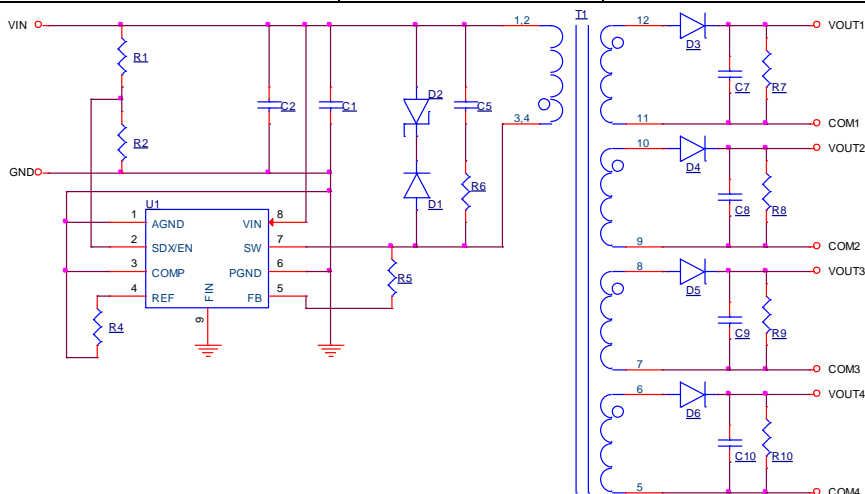 VIN
R1
R2
C2
C1
D2
D1
C5
R6
1,2
3,4
T1
GND
U1
1 AGND VIN 8
2 SDX/EN SW 7
3 COMP PGND 6
4 REF FB 5
FIN
9
R4
R5
12 D3 VOUT1
C7 R7
11 COM1
10 D4 VOUT2
C8 R8
9 COM2
8 D5 VOUT3
C9 R9
7 COM3
6 D6 VOUT4
C10 R10
5 COM4